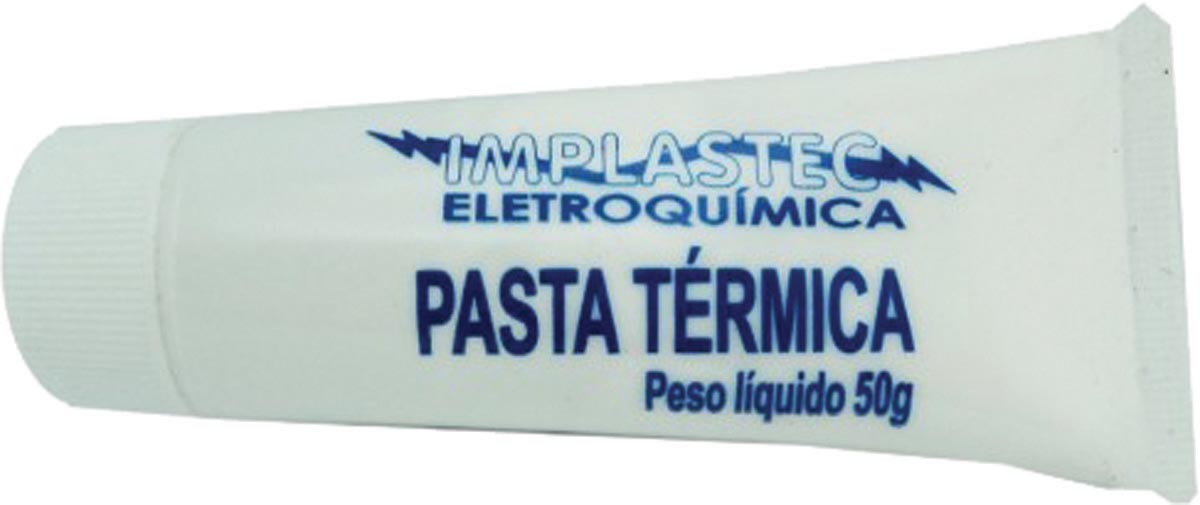 IMPLASTEC
ELETROQUÍMICA
PASTA TÉRMICA
Peso líquido 50g